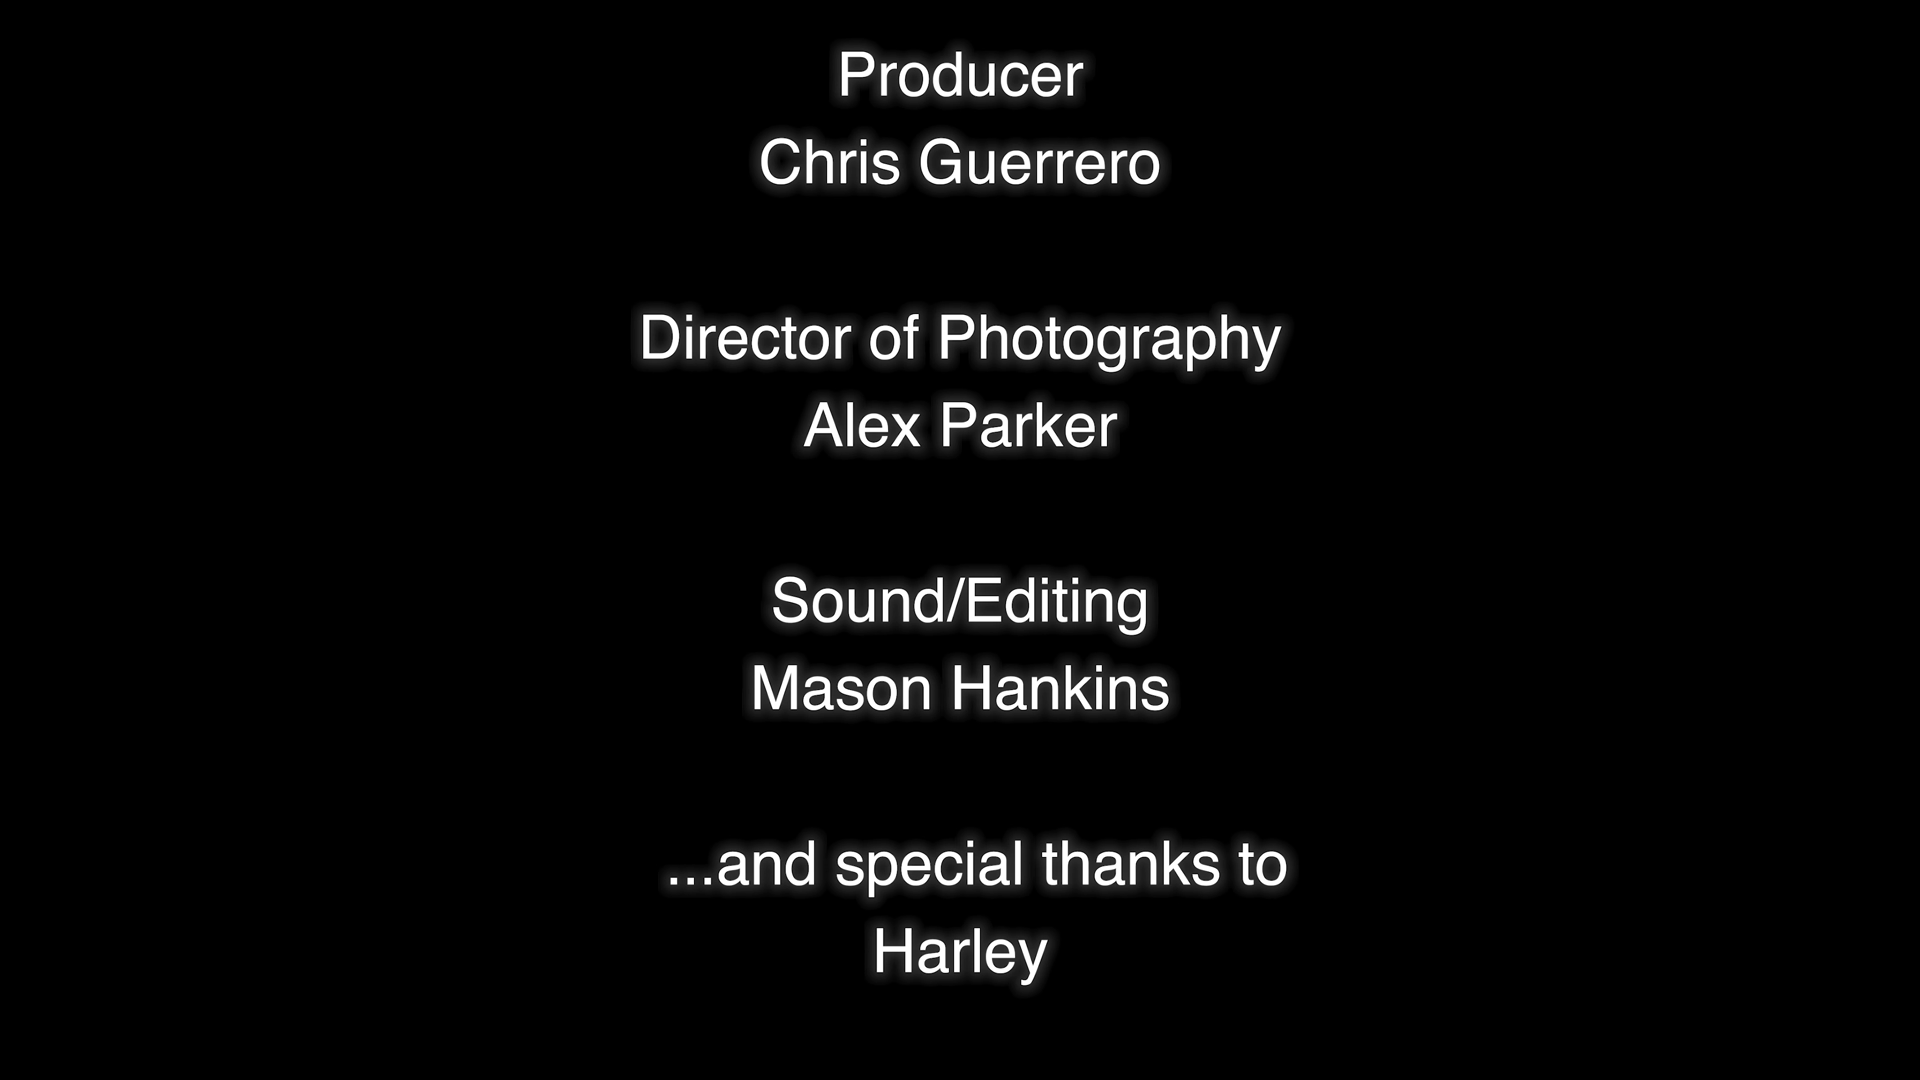 Producer
Chris Guerrero
Director of Photography
Alex Parker
Sound/Editing
Mason Hankins
...and special thanks to
Harley